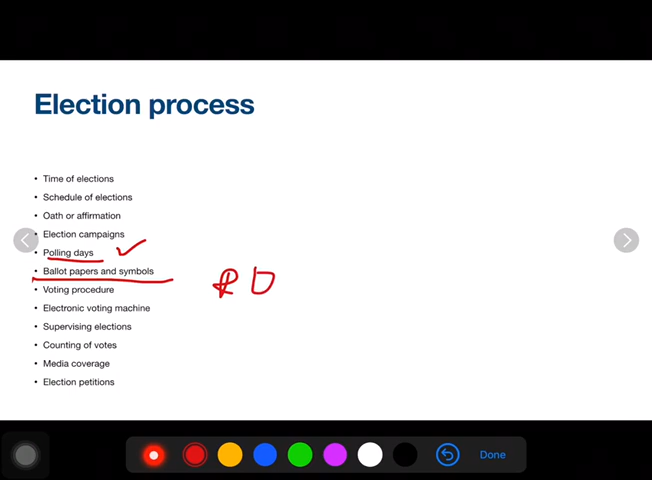 Election process
• Time of elections
• Schedule of elections
• Oath or affirmation
• Election campaigns
• Polling days
• Ballot papers and symbols
R D
• Voting procedure
• Electronic voting machine
• Supervising elections
• Counting of votes
• Media coverage
• Election petitions
Done